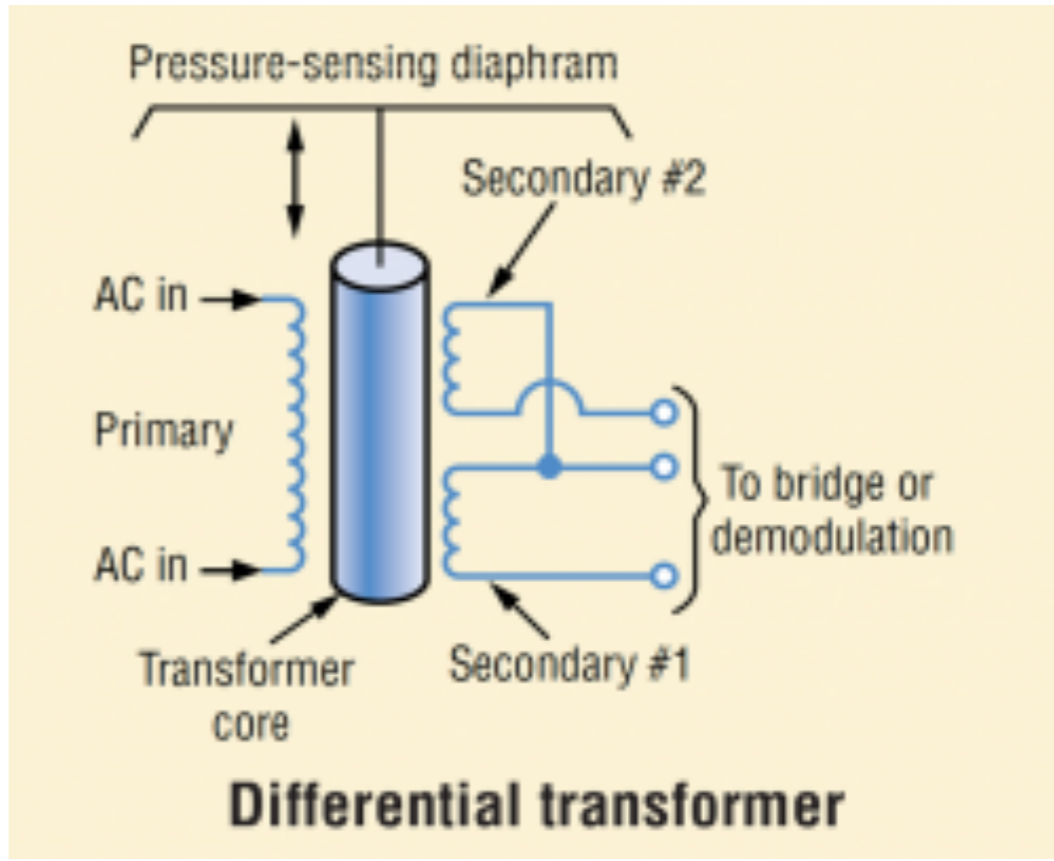 Pressure-sensing diaphram
Secondary #2
AC in
Primary
To bridge or
demodulation
AC in
Transformer
core
Secondary #1
Differential transformer